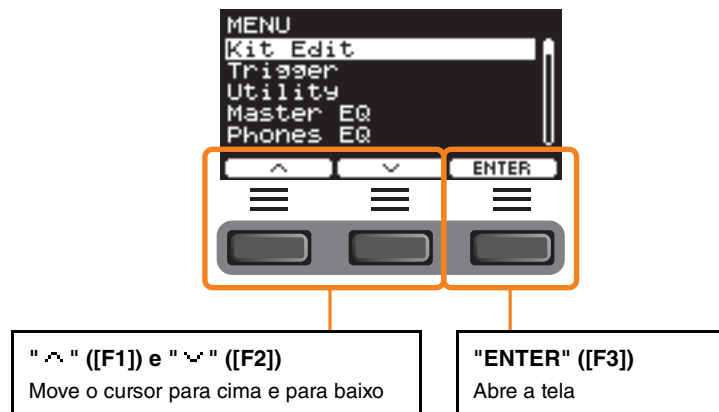 MENU
Kit Edit
Trigger
Utility
Master EQ
Phones EQ
ENTER
"︿" ([F1]) e "﹀" ([F2])
Move o cursor para cima e para baixo
"ENTER" ([F3])
Abre a tela